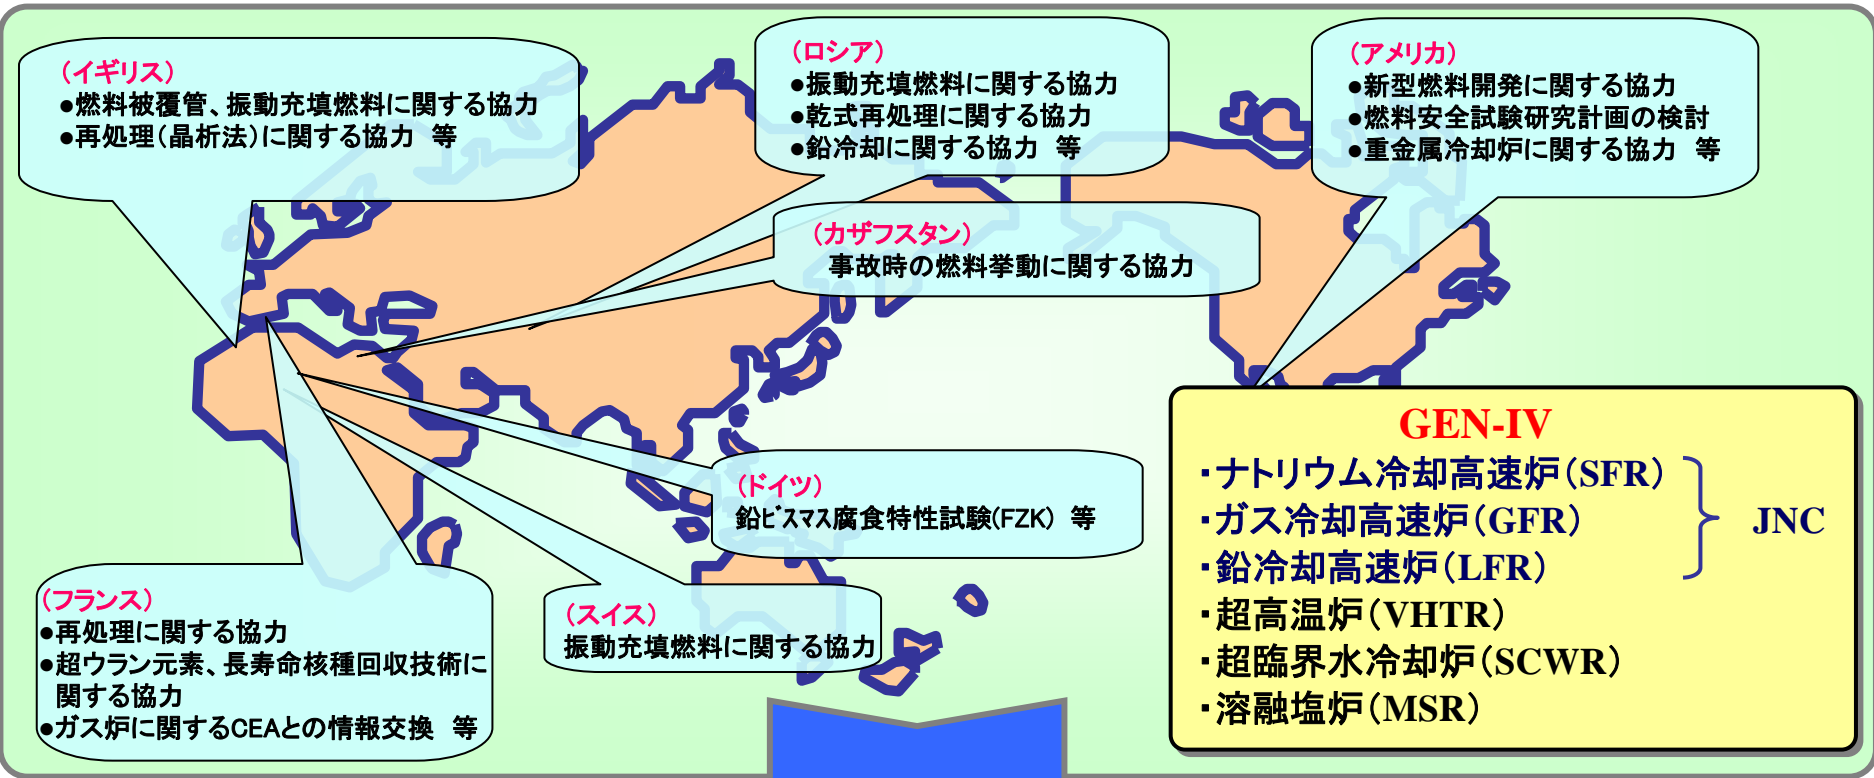 (イギリス)
●燃料被覆管、振動充填燃料に関する協力
●再処理(晶析法)に関する協力 等
(ロシア)
●振動充填燃料に関する協力
●乾式再処理に関する協力
●鉛冷却に関する協力 等
(アメリカ)
●新型燃料開発に関する協力
●燃料安全試験研究計画の検討
●重金属冷却炉に関する協力 等
(カザフスタン)
事故時の燃料挙動に関する協力
(ドイツ)
鉛ビスマス腐食特性試験(FZK) 等
(スイス)
振動充填燃料に関する協力
(フランス)
●再処理に関する協力
●超ウラン元素、長寿命核種回収技術に
関する協力
●ガス炉に関するCEAとの情報交換 等
GEN-IV
・ナトリウム冷却高速炉(SFR)
・ガス冷却高速炉(GFR)
・鉛冷却高速炉(LFR)
JNC
・超高温炉(VHTR)
・超臨界水冷却炉(SCWR)
・溶融塩炉(MSR)